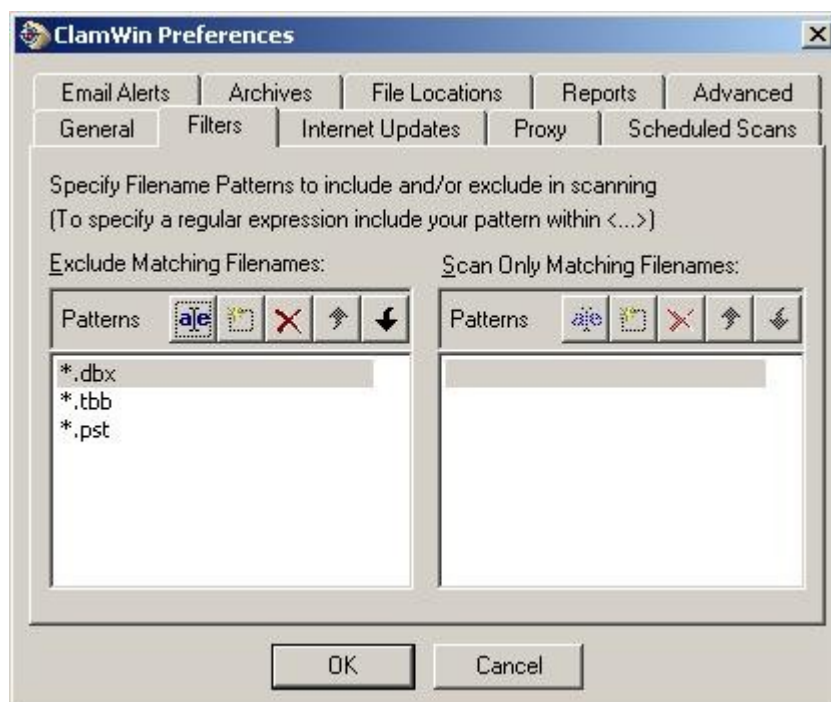 ClamWin Preferences
Email Alerts Archives File Locations Reports Advanced
General Filters Internet Updates Proxy Scheduled Scans
Specify Filename Patterns to include and/or exclude in scanning
(To specify a regular expression include your pattern within <...>)
Exclude Matching Filenames: Scan Only Matching Filenames:
Patterns a|e Patterns a|e
*.dbx
*.tbb
*.pst
OK Cancel